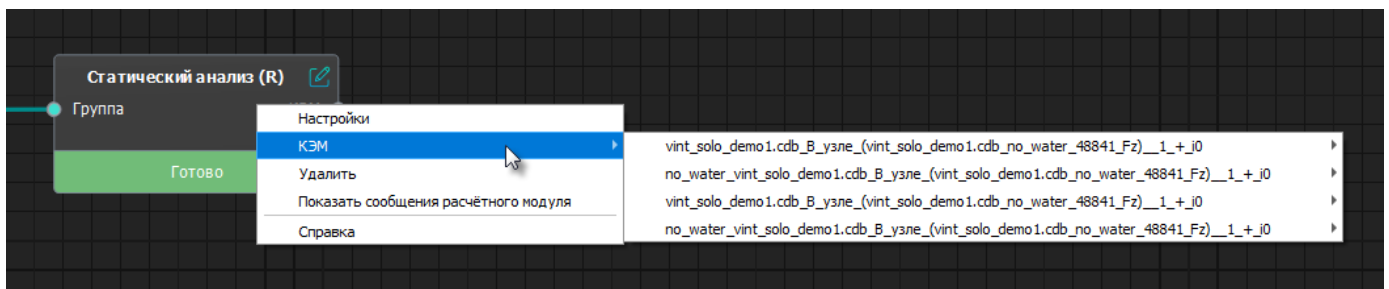 Статический анализ (R)
Группа
Готово
Настройки
КЭМ
Удалить
Показать сообщения расчётного модуля
Справка
vint_solo_demo1.cdb_В_узле_(vint_solo_demo1.cdb_no_water_48841_Fz)__1_+_i0
no_water_vint_solo_demo1.cdb_В_узле_(vint_solo_demo1.cdb_no_water_48841_Fz)__1_+_i0
vint_solo_demo1.cdb_В_узле_(vint_solo_demo1.cdb_no_water_48841_Fz)__1_+_i0
no_water_vint_solo_demo1.cdb_В_узле_(vint_solo_demo1.cdb_no_water_48841_Fz)__1_+_i0